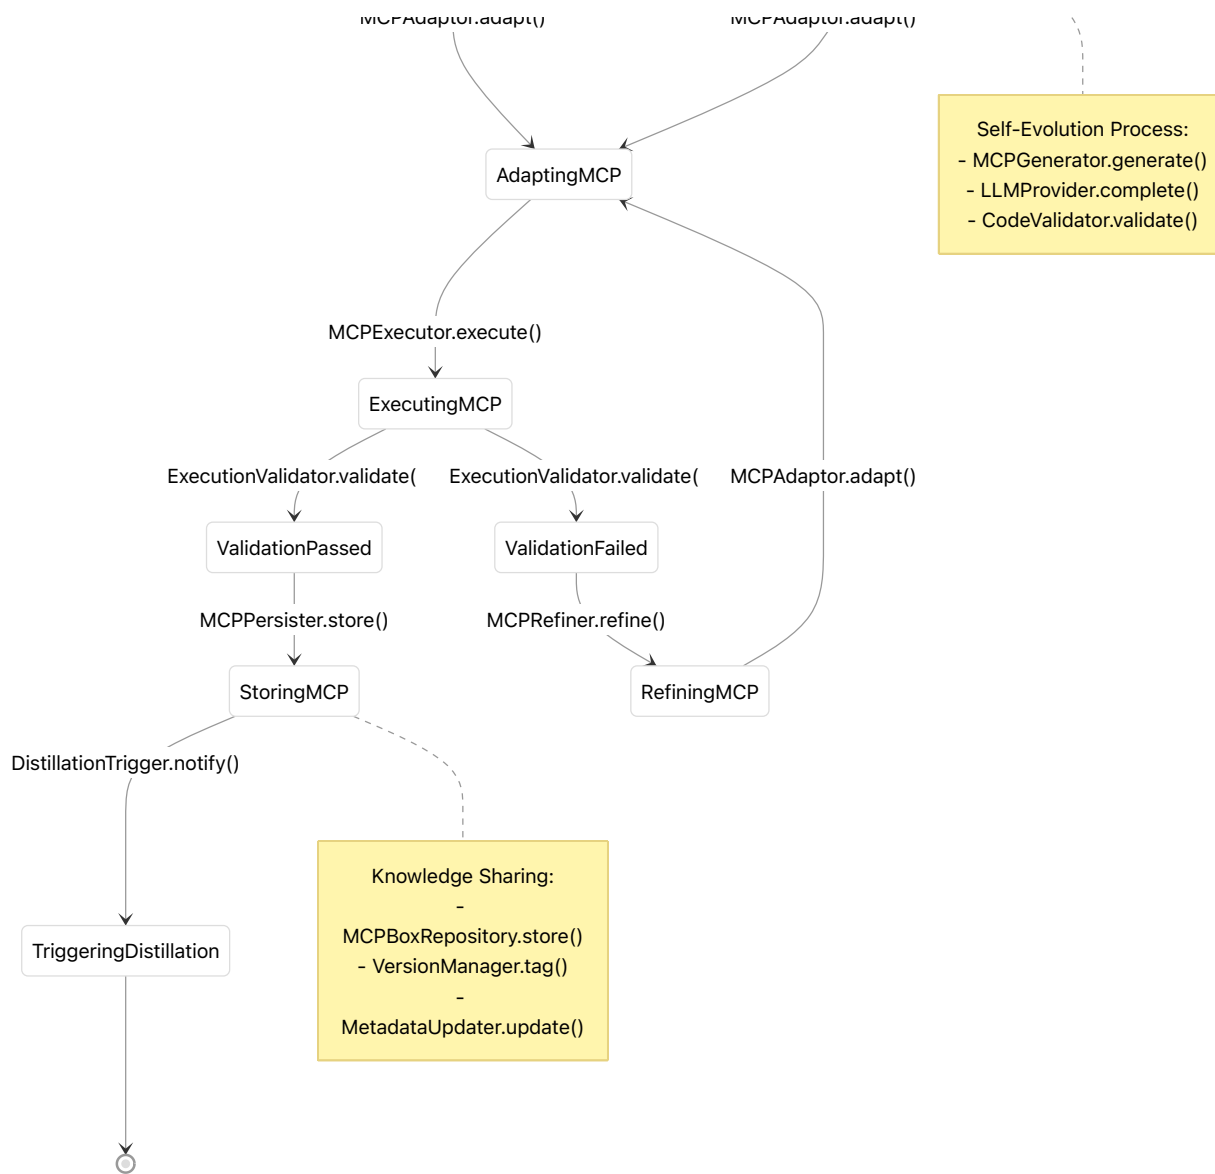 MCPAdaptor.adapt()
MCPAdaptor.adapt()
Self-Evolution Process:
- MCPGenerator.generate()
- LLMProvider.complete()
- CodeValidator.validate()
AdaptingMCP
MCPExecutor.execute()
ExecutingMCP
ExecutionValidator.validate(
ExecutionValidator.validate(
MCPAdaptor.adapt()
ValidationPassed
ValidationFailed
MCPPersister.store()
MCPRefiner.refine()
StoringMCP
RefiningMCP
DistillationTrigger.notify()
Knowledge Sharing:
-
MCPBoxRepository.store()
- VersionManager.tag()
-
MetadataUpdater.update()
TriggeringDistillation